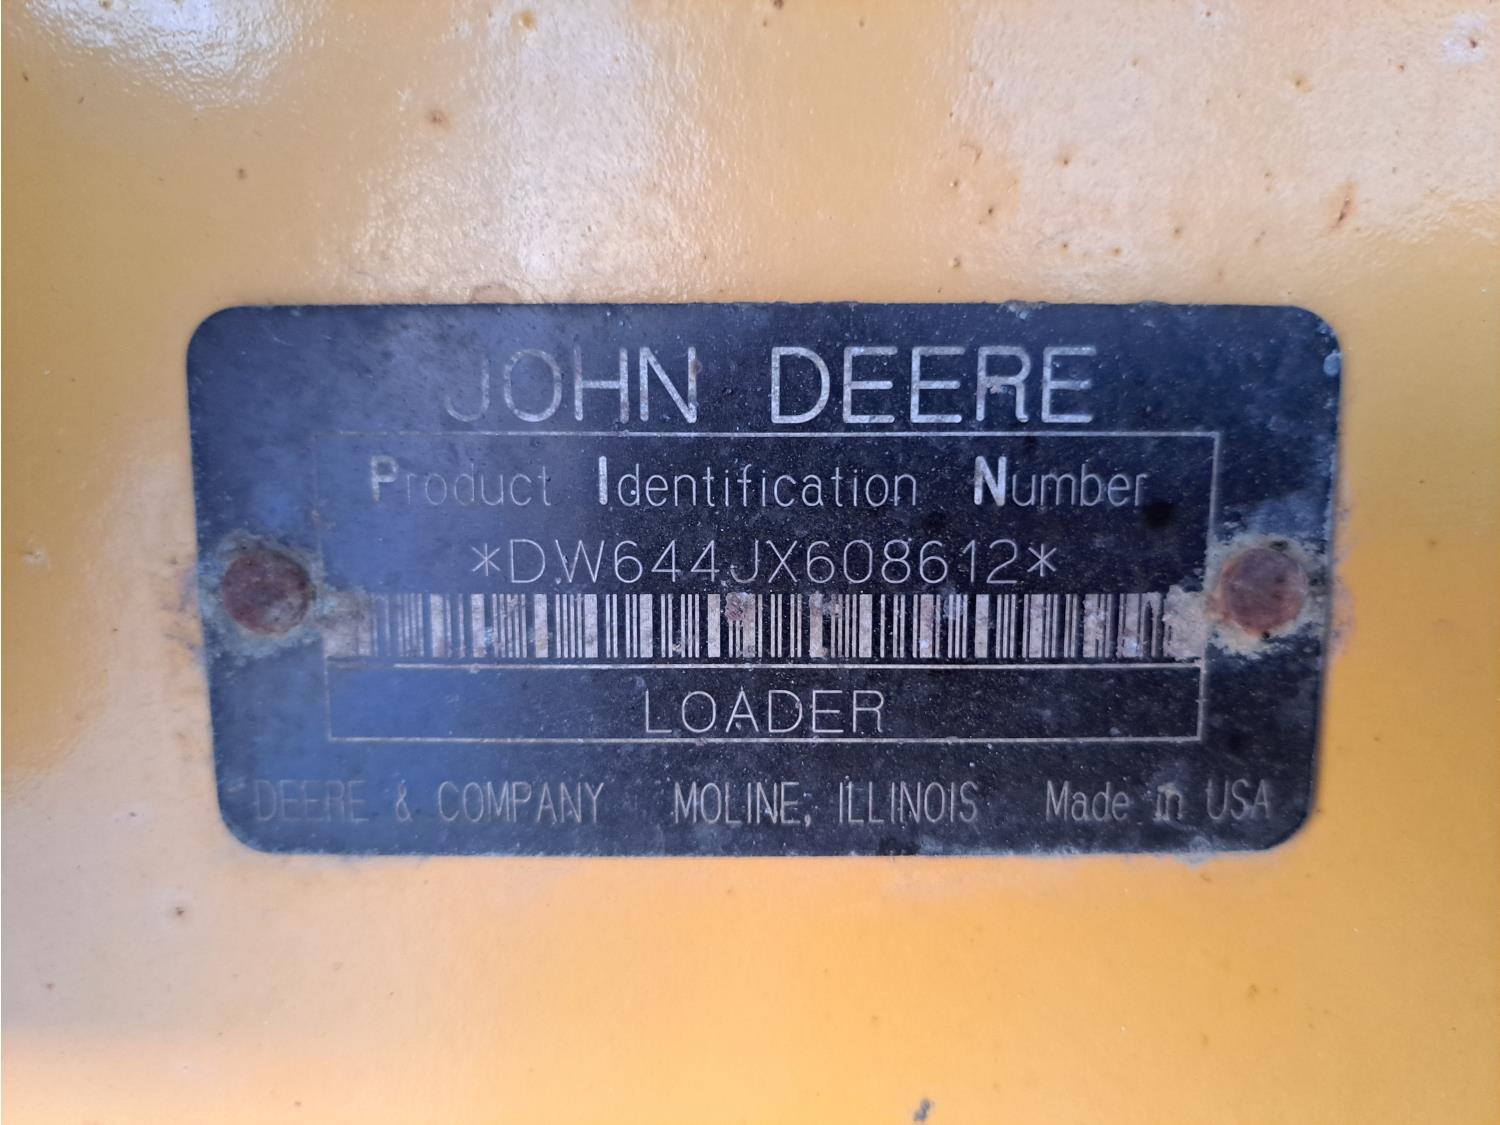 JOHN DEERE
Product Identification Number
*DW644JX608612*
LOADER
DEERE & COMPANY MOLINE, ILLINOIS Made in USA